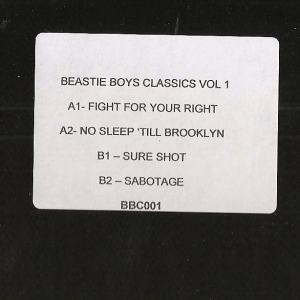 BEASTIE BOYS CLASSICS VOL 1
A1- FIGHT FOR YOUR RIGHT
A2- NO SLEEP 'TILL BROOKLYN
B1 – SURE SHOT
B2 – SABOTAGE
BBC001